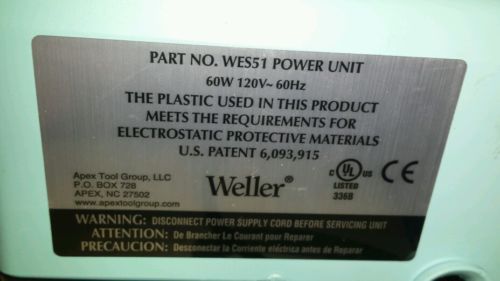 PART NO. WES51 POWER UNIT
60W 120V~ 60Hz
THE PLASTIC USED IN THIS PRODUCT
MEETS THE REQUIREMENTS FOR
ELECTROSTATIC PROTECTIVE MATERIALS
U.S. PATENT 6,093,915
Apex Tool Group, LLC
P.O. BOX 728
APEX, NC 27502
www.apextoolgroup.com
Weller®
C UL US CE
LISTED
336B
WARNING: DISCONNECT POWER SUPPLY CORD BEFORE SERVICING UNIT
ATTENTION: De Brancher Le Courant pour Reparer
PRECAUCION: Desconectar la Corriente eléctrica antes de Reparar